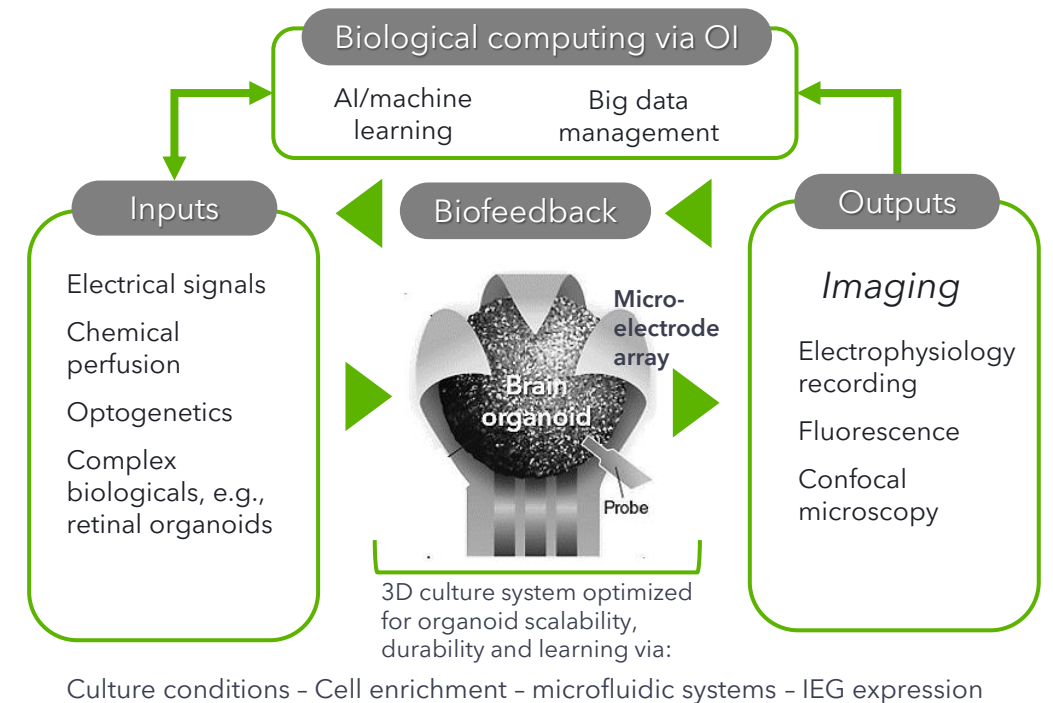 Biological computing via OI
AI/machine
learning
Big data
management
Inputs
Biofeedback
Outputs
Electrical signals
Chemical
perfusion
Optogenetics
Complex
biologicals, e.g.,
retinal organoids
Micro-
electrode
array
Brain
organoid
Probe
Imaging
Electrophysiology
recording
Fluorescence
Confocal
microscopy
3D culture system optimized
for organoid scalability,
durability and learning via:
Culture conditions – Cell enrichment – microfluidic systems – IEG expression